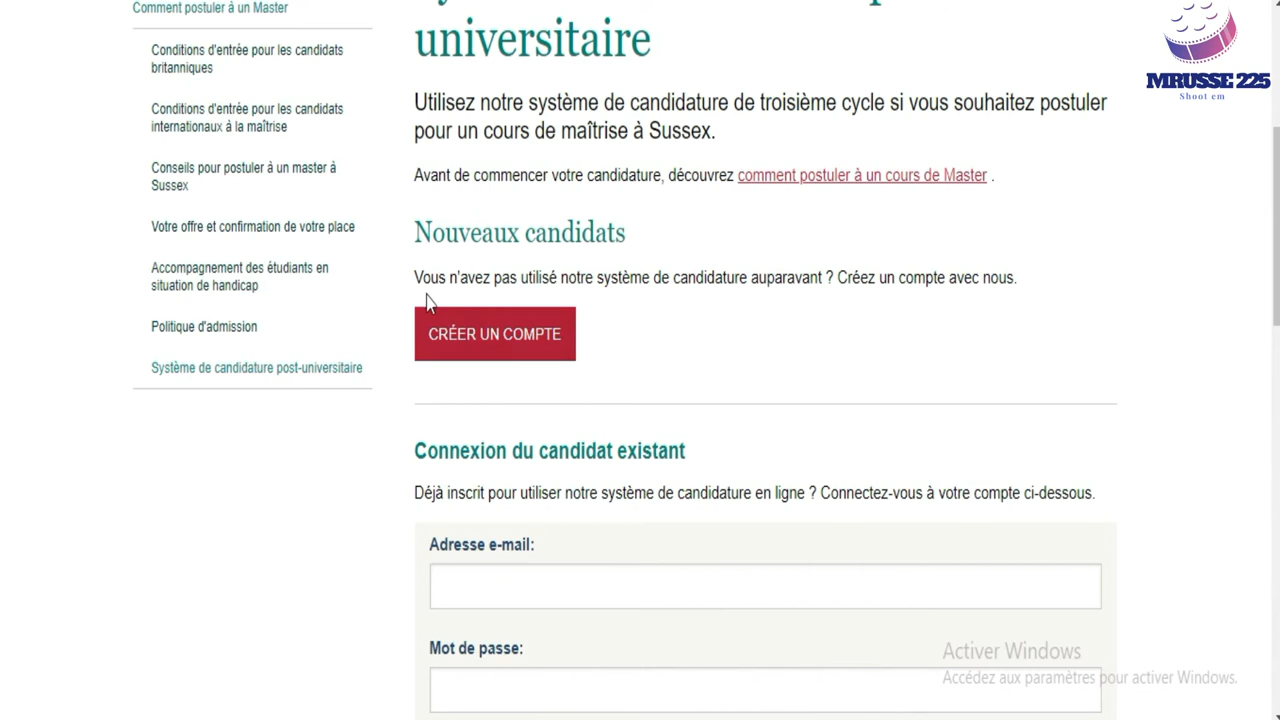 Comment postuler à un Master
Conditions d'entrée pour les candidats
britanniques
Conditions d'entrée pour les candidats
internationaux à la maîtrise
Conseils pour postuler à un master à
Sussex
Votre offre et confirmation de votre place
Accompagnement des étudiants en
situation de handicap
Politique d'admission
Système de candidature post-universitaire
universitaire
Utilisez notre système de candidature de troisième cycle si vous souhaitez postuler
pour un cours de maîtrise à Sussex.
Avant de commencer votre candidature, découvrez comment postuler à un cours de Master .
Nouveaux candidats
Vous n'avez pas utilisé notre système de candidature auparavant ? Créez un compte avec nous.
CRÉER UN COMPTE
Connexion du candidat existant
Déjà inscrit pour utiliser notre système de candidature en ligne ? Connectez-vous à votre compte ci-dessous.
Adresse e-mail:
Mot de passe:
MRUSSE 225
Shoot em
Activer Windows
Accédez aux paramètres pour activer Windows.